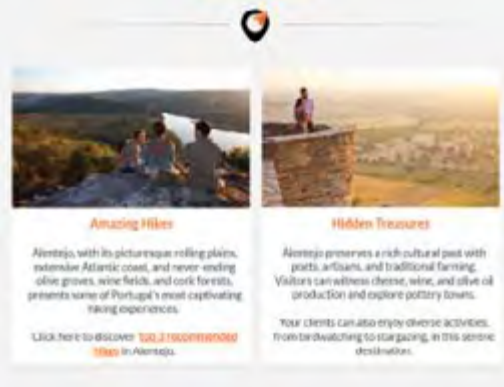 Amazing Hikes
Alentejo, with its picturesque rolling plains,
extensive Atlantic coast, and never-ending
olive groves, wine fields, and cork forests,
presents some of Portugal's most captivating
hiking experiences.
Click here to discover top 3 recommended
hikes in Alentejo.
Hidden Treasures
Alentejo preserves a rich cultural past with
poets, artisans, and traditional farming.
Visitors can witness cheese, wine, and olive oil
production and explore pottery towns.
Your clients can also enjoy diverse activities,
from birdwatching to stargazing, in this serene
destination.